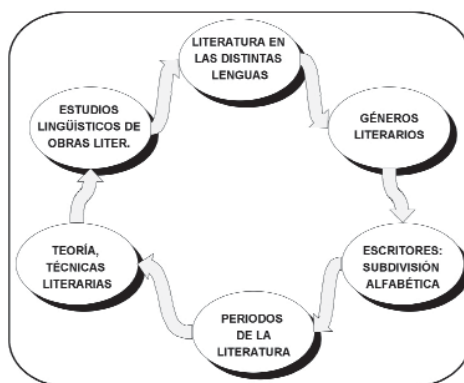 LITERATURA EN
LAS DISTINTAS
LENGUAS
GÉNEROS
LITERARIOS
ESCRITORES:
SUBDIVISIÓN
ALFABÉTICA
PERIODOS
DE LA
LITERATURA
TEORÍA,
TÉCNICAS
LITERARIAS
ESTUDIOS
LINGÜÍSTICOS DE
OBRAS LITER.